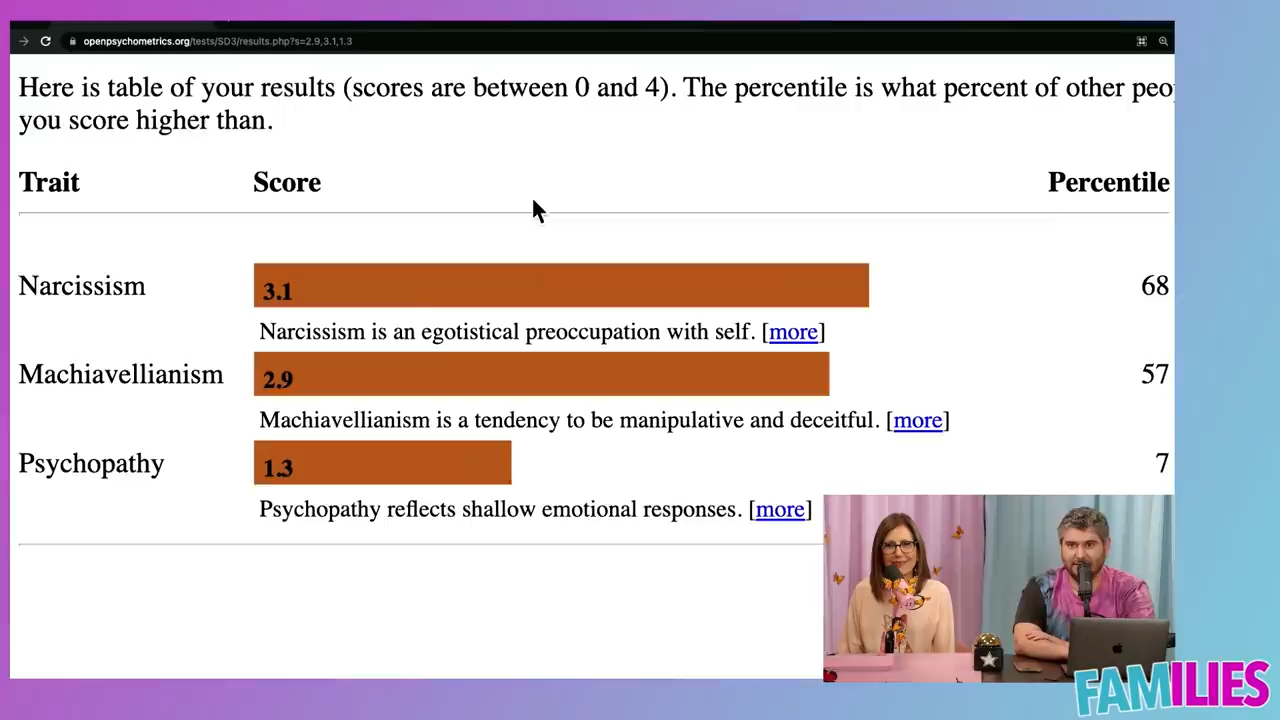 openpsychometrics.org/tests/SD3/results.php?s=2.9,3.1,1.3
Here is table of your results (scores are between 0 and 4). The percentile is what percent of other peo
you score higher than.
Trait Score Percentile
Narcissism 3.1 68
Narcissism is an egotistical preoccupation with self. [more]
Machiavellianism 2.9 57
Machiavellianism is a tendency to be manipulative and deceitful. [more]
Psychopathy 1.3 7
Psychopathy reflects shallow emotional responses. [more]
FAMILIES